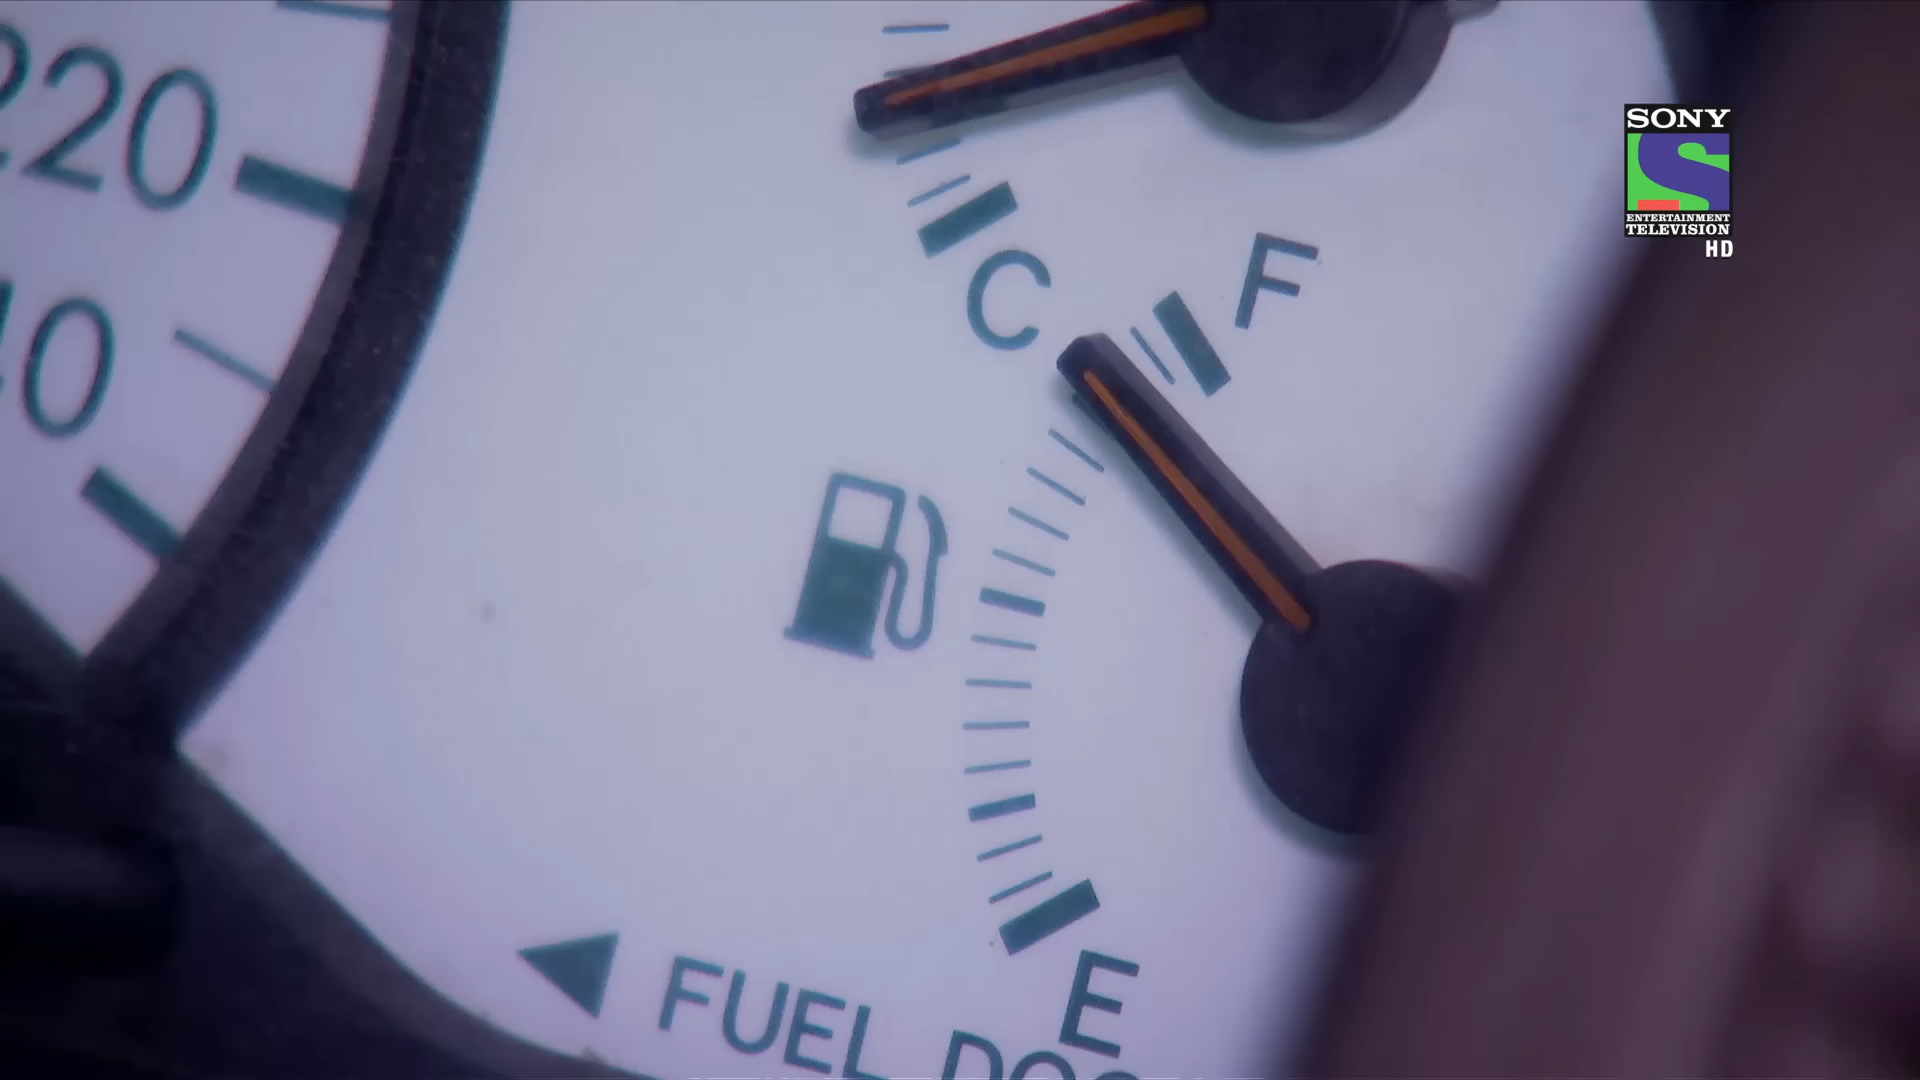 220
C
F
E
FUEL
SONY
ENTERTAINMENT
TELEVISION
HD